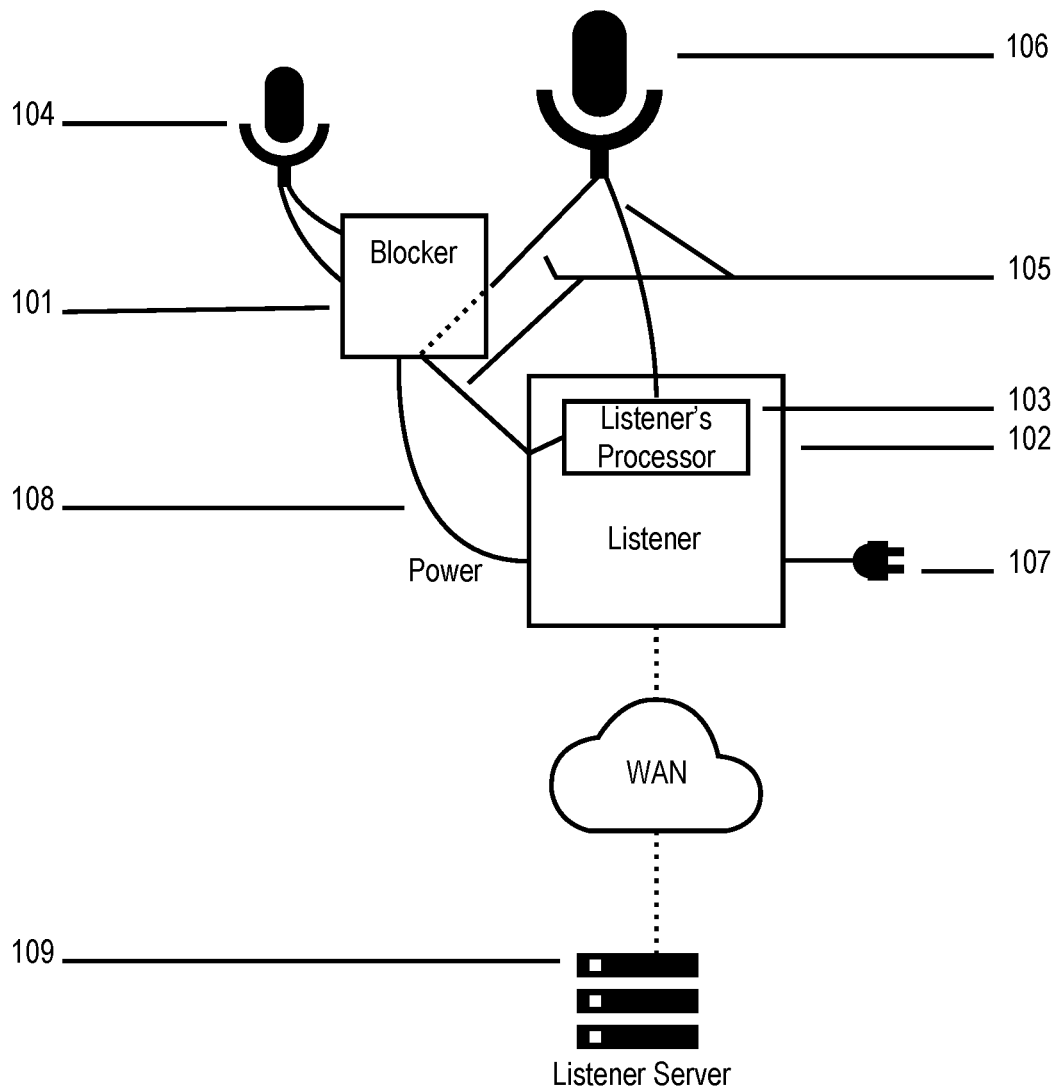 106
104
Blocker
105
101
103
Listener's
Processor
102
108
Listener
107
Power
WAN
109
Listener Server